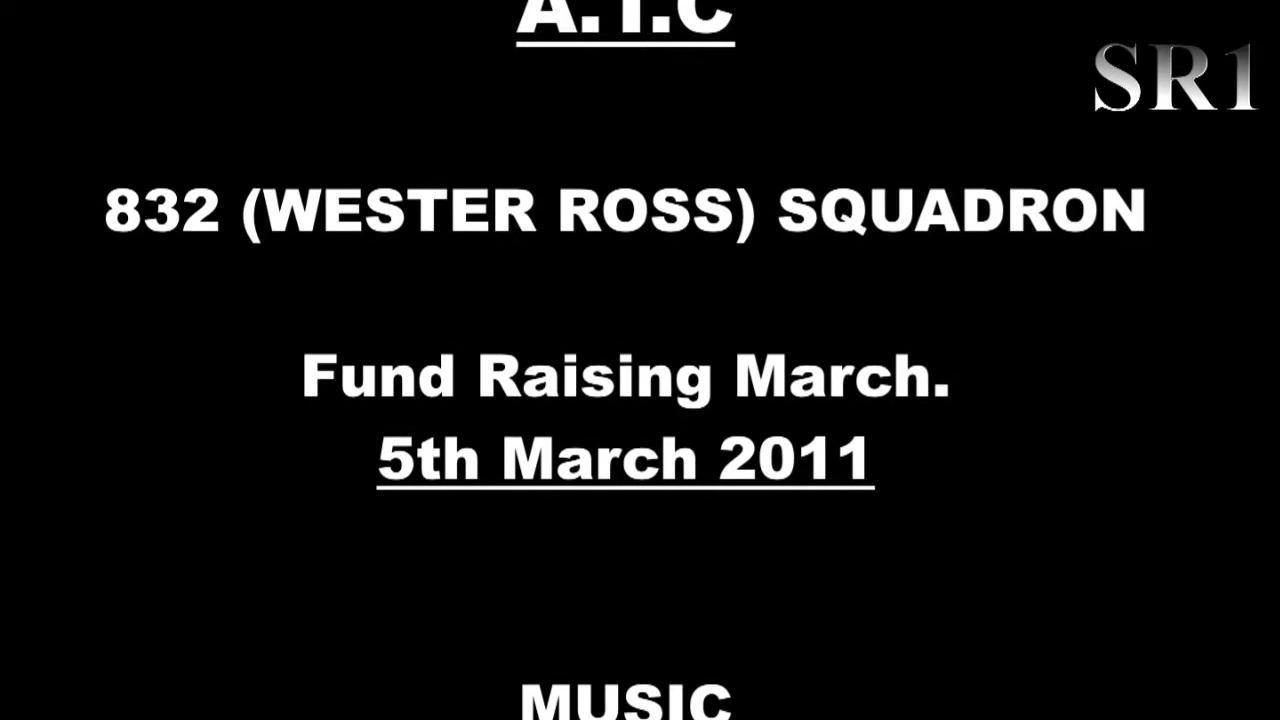 A.T.C
SR1
832 (WESTER ROSS) SQUADRON
Fund Raising March.
5th March 2011
MUSIC